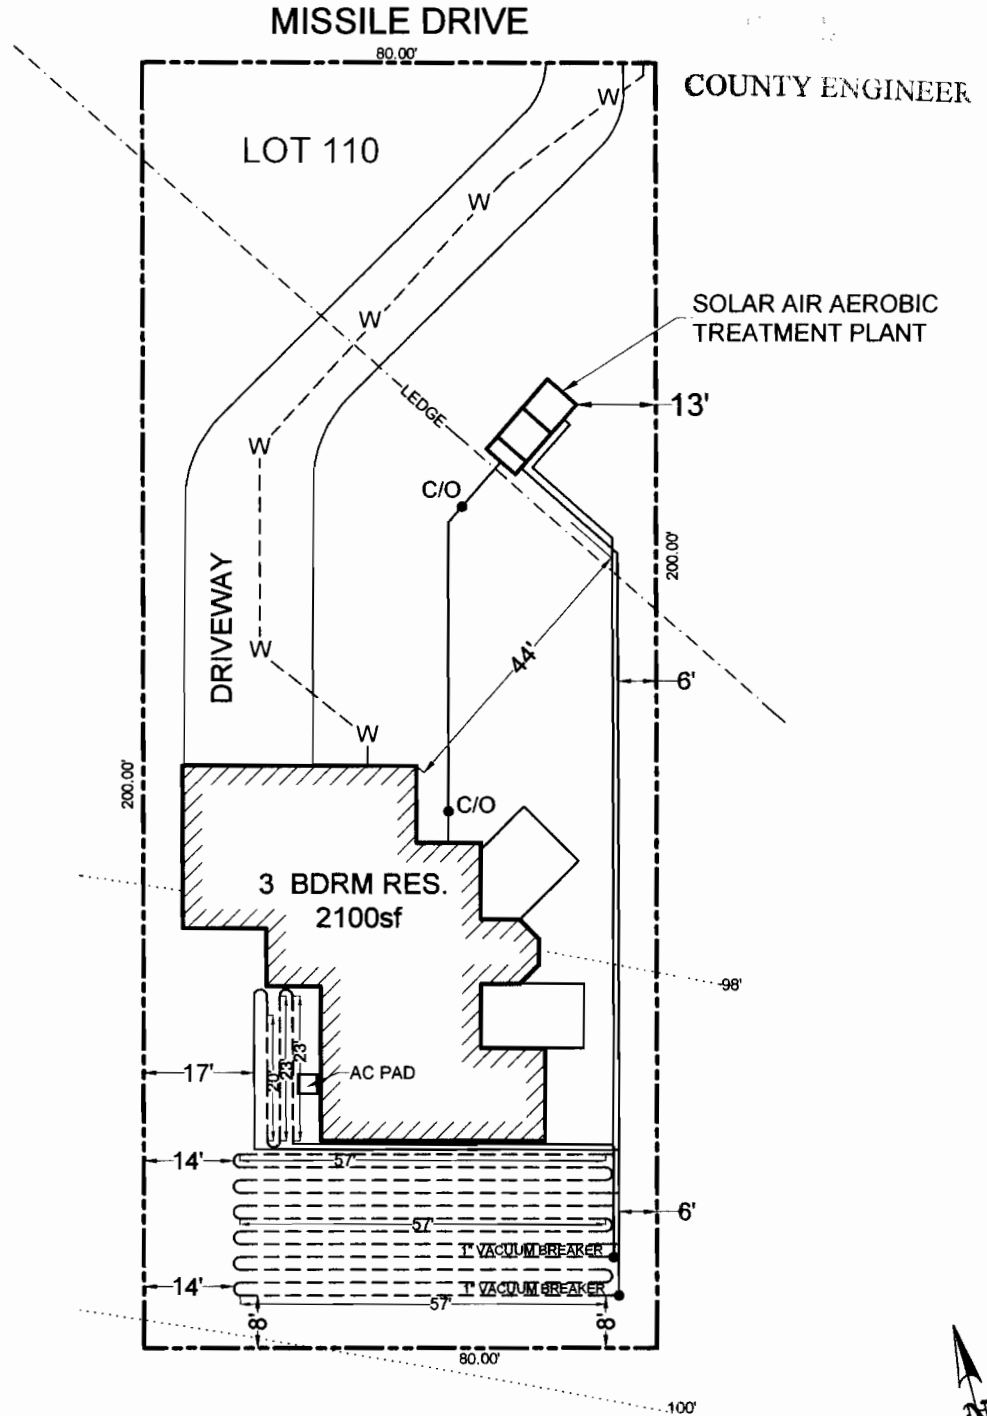 MISSILE DRIVE
80.00'
COUNTY ENGINEER
W
LOT 110
W
SOLAR AIR AEROBIC
TREATMENT PLANT
W
LEDGE
13'
W
C/O
200.00'
DRIVEWAY
W
44'
6'
W
200.00'
C/O
3 BDRM RES.
2100sf
98'
17'
20'
23'
23'
AC PAD
14'
57'
57'
6'
1" VACUUM BREAKER
14'
1" VACUUM BREAKER
57'
8'
8'
80.00'
100'